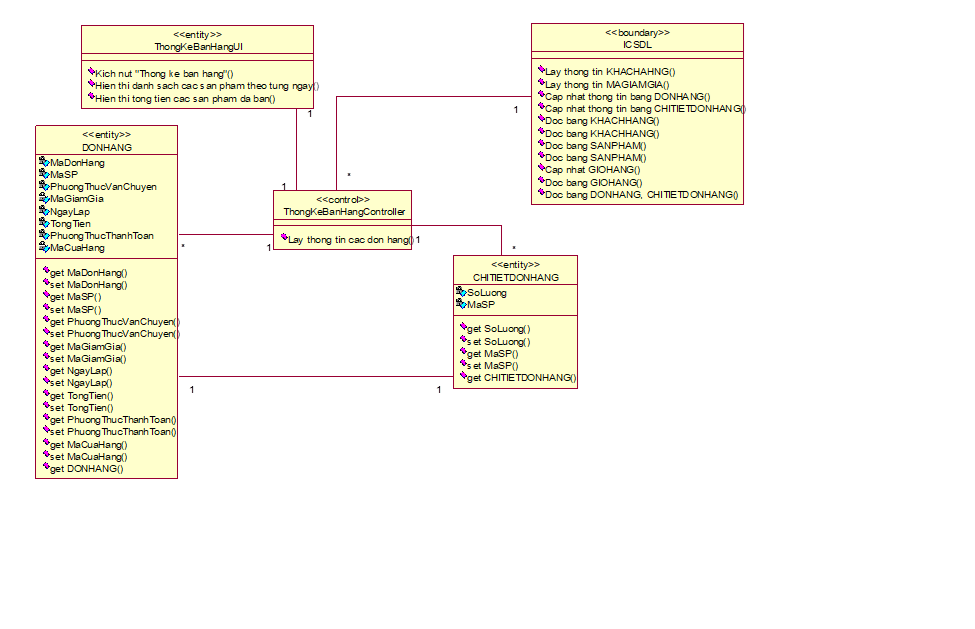 <<entity>>
ThongKeBanHangUI
Kich nut "Thong ke ban hang"()
Hien thi danh sach cac san pham theo tung ngay()
Hien thi tong tien cac san pham da ban()
<<boundary>>
ICSDL
Lay thong tin KHACHAHNG()
Lay thong tin MAGIAMGIA()
Cap nhat thong tin bang DONHANG()
Cap nhat thong tin bang CHITIETDONHANG()
Doc bang KHACHHANG()
Doc bang KHACHHANG()
Doc bang SANPHAM()
Doc bang SANPHAM()
Cap nhat GIOHANG()
Doc bang GIOHANG()
Doc bang DONHANG, CHITIETDONHANG()
1
1
1
*
<<entity>>
DONHANG
MaDonHang
MaSP
PhuongThucVanChuyen
MaGiamGia
NgayLap
TongTien
PhuongThucThanhToan
MaCuaHang
get MaDonHang()
set MaDonHang()
get MaSP()
set MaSP()
get PhuongThucVanChuyen()
set PhuongThucVanChuyen()
get MaGiamGia()
set MaGiamGia()
get NgayLap()
set NgayLap()
get TongTien()
set TongTien()
get PhuongThucThanhToan()
set PhuongThucThanhToan()
get MaCuaHang()
set MaCuaHang()
get DONHANG()
<<control>>
ThongKeBanHangController
Lay thong tin cac don hang()
*
1
1
*
<<entity>>
CHITIETDONHANG
SoLuong
MaSP
get SoLuong()
set SoLuong()
get MaSP()
set MaSP()
get CHITIETDONHANG()
1
1